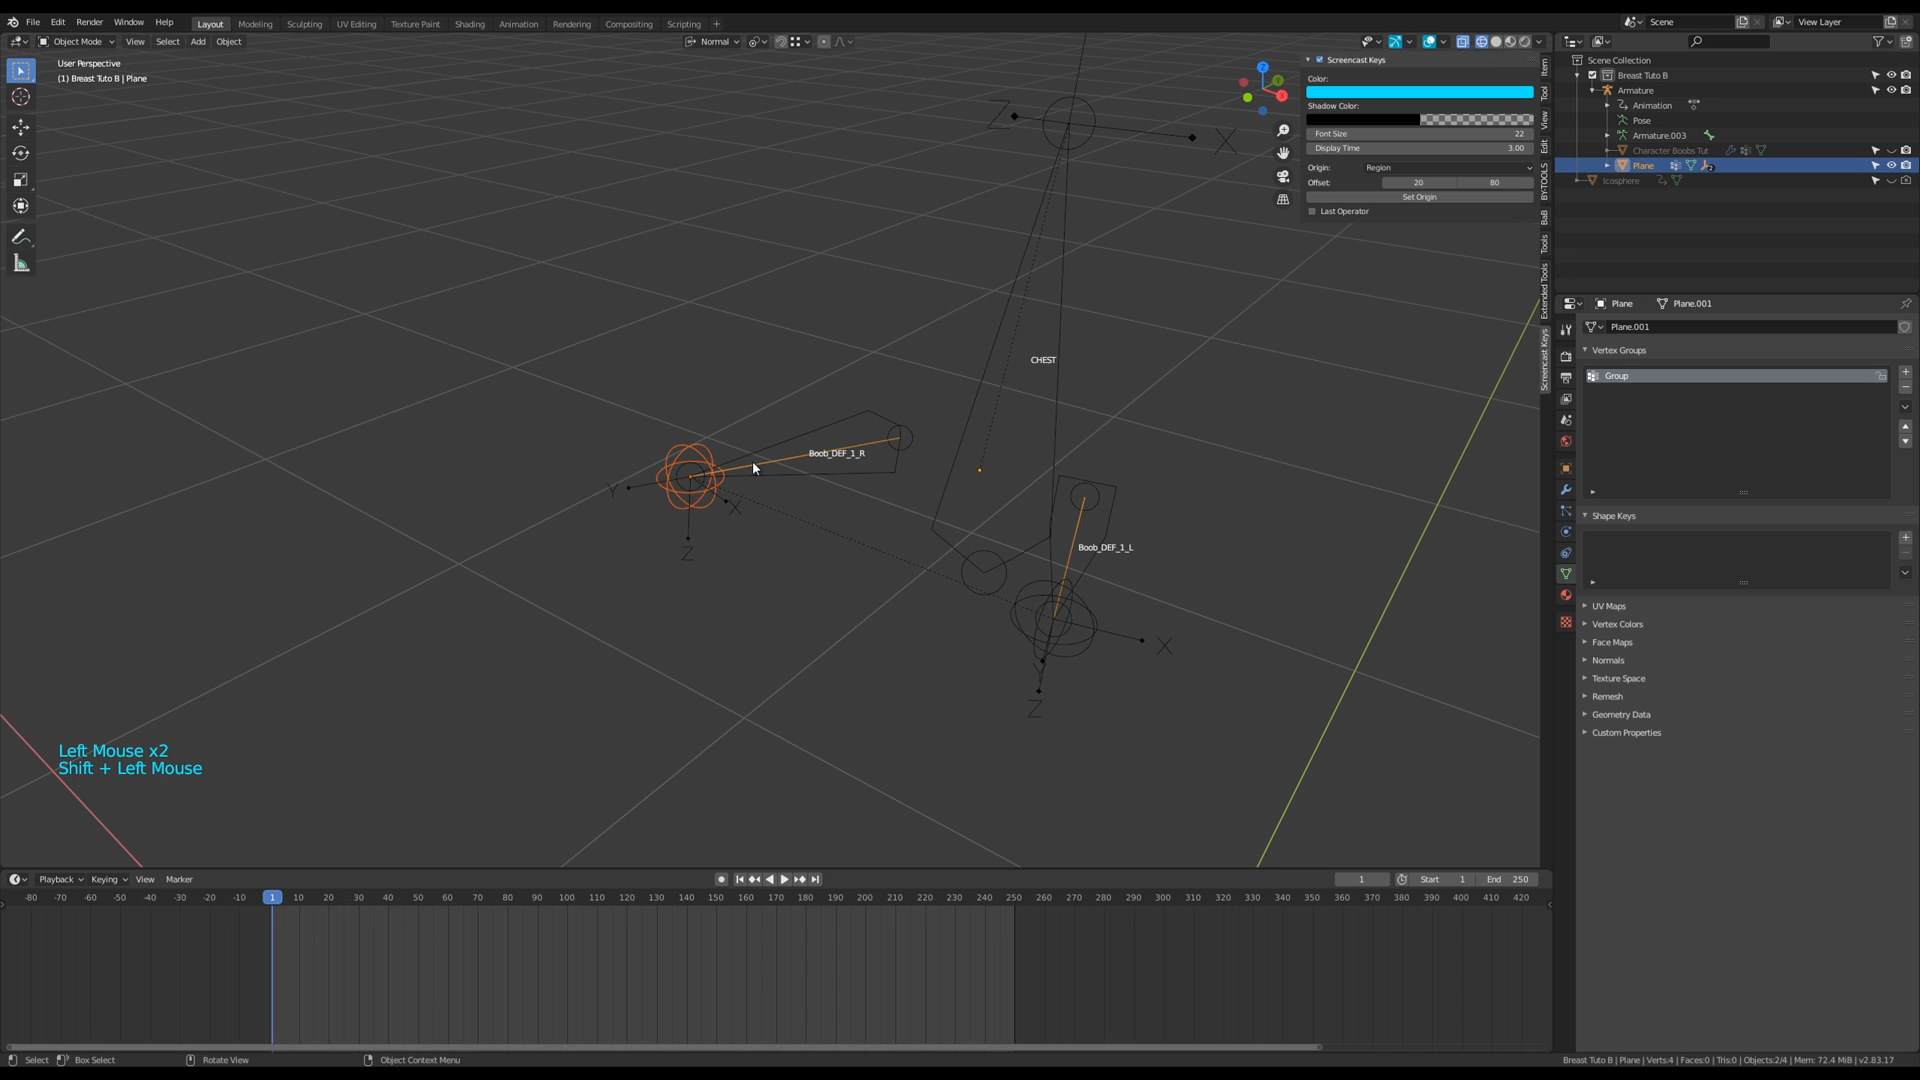 File Edit Render Window Help Layout Modeling Sculpting UV Editing Texture Paint Shading Animation Rendering Compositing Scripting + Scene View Layer
Object Mode View Select Add Object Normal
User Perspective
(1) Breast Tuto B | Plane
Z
X
CHEST
Boob_DEF_1_R
Y
X
Z
Boob_DEF_1_L
X
Y
Z
Left Mouse x2
Shift + Left Mouse
Z
Y
X
Screencast Keys
Color:
Shadow Color:
Font Size 22
Display Time 3.00
Origin: Region
Offset: 20 80
Set Origin
Last Operator
Item
Tool
View
Edit
BY-TOOLS
BaB
Tools
Extended Tools
Screencast Keys
Scene Collection
Breast Tuto B
Armature
Animation
Pose
Armature.003
Character Boobs Tut
Plane 2
Icosphere
Plane Plane.001
Plane.001
Vertex Groups
Group
Shape Keys
UV Maps
Vertex Colors
Face Maps
Normals
Texture Space
Remesh
Geometry Data
Custom Properties
Playback Keying View Marker 1 Start 1 End 250
-80 -70 -60 -50 -40 -30 -20 -10 1 10 20 30 40 50 60 70 80 90 100 110 120 130 140 150 160 170 180 190 200 210 220 230 240 250 260 270 280 290 300 310 320 330 340 350 360 370 380 390 400 410 420
Select Box Select Rotate View Object Context Menu Breast Tuto B | Plane | Verts:4 | Faces:0 | Tris:0 | Objects:2/4 | Mem: 72.4 MiB | v2.83.17